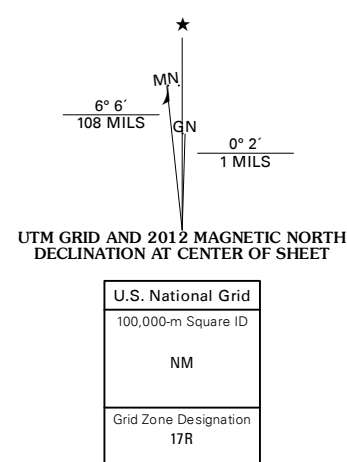 ★
MN.
6° 6´
108 MILS
GN
0° 2´
1 MILS
UTM GRID AND 2012 MAGNETIC NORTH
DECLINATION AT CENTER OF SHEET
U.S. National Grid
100,000-m Square ID
NM
Grid Zone Designation
17R